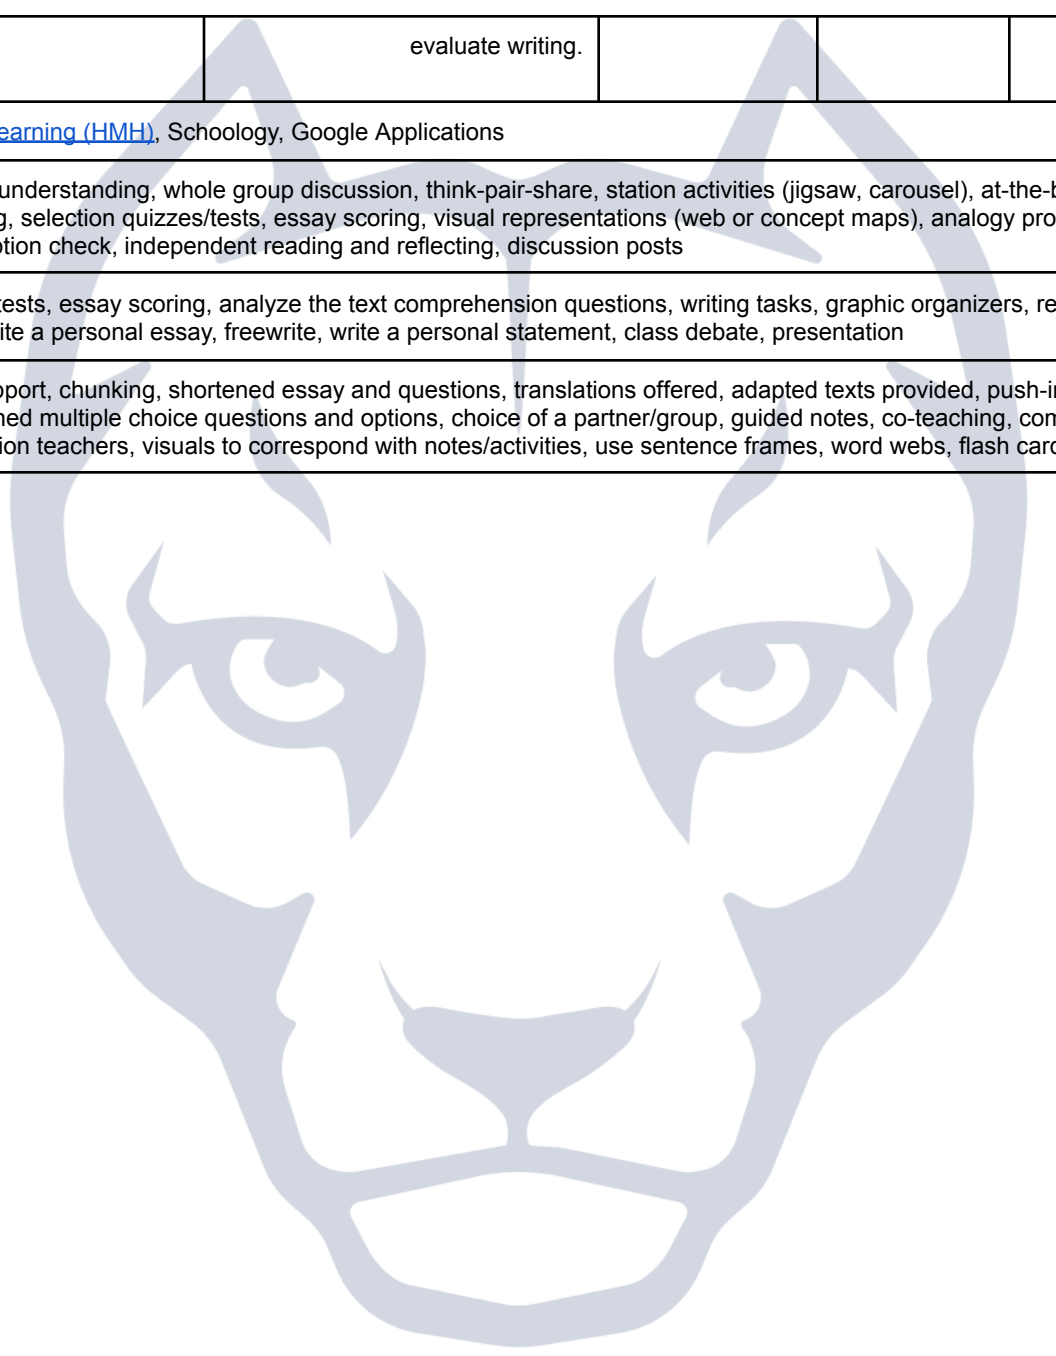 evaluate writing.
earning (HMH), Schoology, Google Applications
understanding, whole group discussion, think-pair-share, station activities (jigsaw, carousel), at-the-b
g, selection quizzes/tests, essay scoring, visual representations (web or concept maps), analogy pro
ption check, independent reading and reflecting, discussion posts
tests, essay scoring, analyze the text comprehension questions, writing tasks, graphic organizers, re
ite a personal essay, freewrite, write a personal statement, class debate, presentation
pport, chunking, shortened essay and questions, translations offered, adapted texts provided, push-in
ned multiple choice questions and options, choice of a partner/group, guided notes, co-teaching, con
ion teachers, visuals to correspond with notes/activities, use sentence frames, word webs, flash card